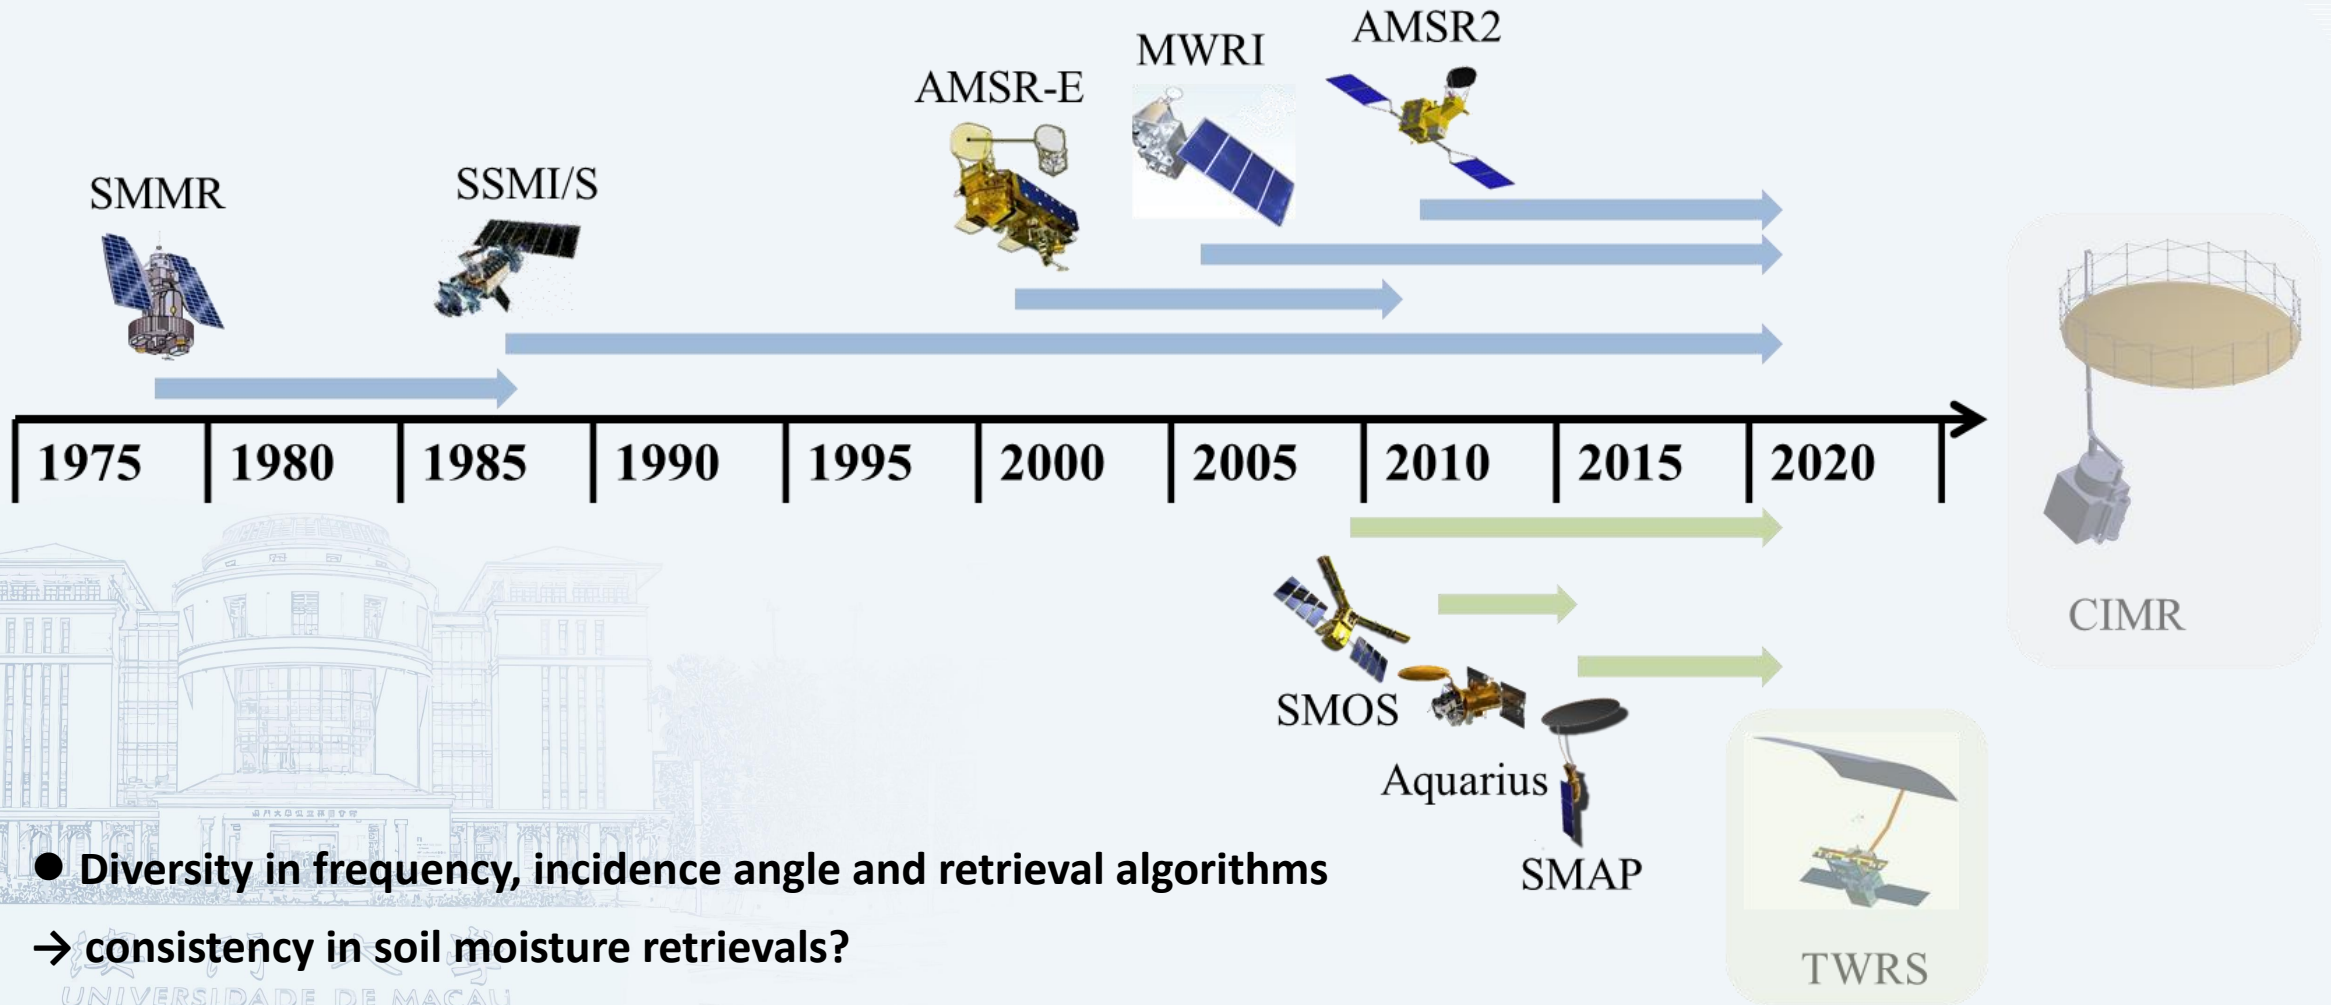 AMSR2
MWRI
AMSR-E
SSMI/S
SMMR
1975 1980 1985 1990 1995 2000 2005 2010 2015 2020
CIMR
SMOS
Aquarius
SMAP
TWRS
● Diversity in frequency, incidence angle and retrieval algorithms
→ consistency in soil moisture retrievals?
UNIVERSIDADE DE MACAU